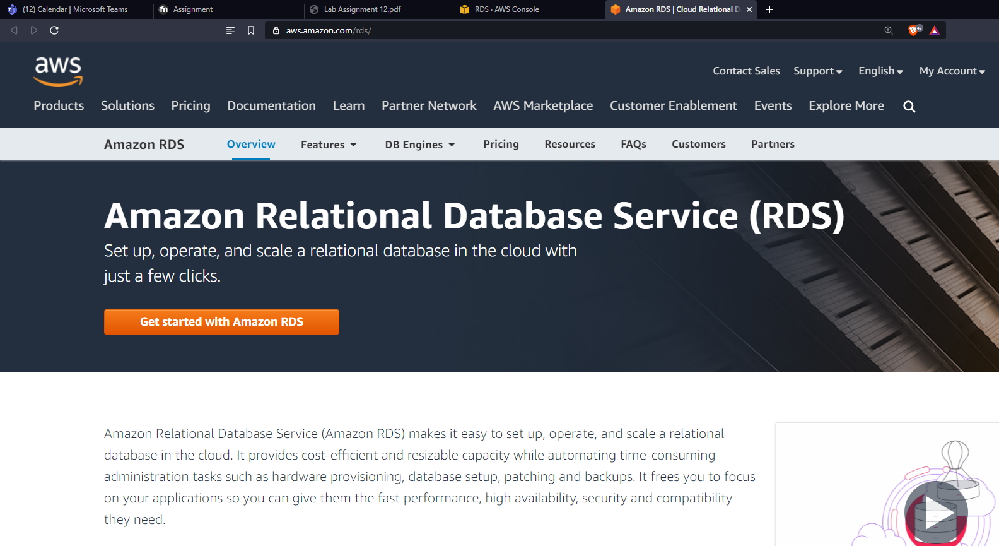 (12) Calendar | Microsoft Teams
Assignment
Lab Assignment 12.pdf
RDS · AWS Console
Amazon RDS | Cloud Relational D
aws.amazon.com/rds/
47
aws
Contact Sales Support English My Account
Products Solutions Pricing Documentation Learn Partner Network AWS Marketplace Customer Enablement Events Explore More
Amazon RDS Overview Features DB Engines Pricing Resources FAQs Customers Partners
Amazon Relational Database Service (RDS)
Set up, operate, and scale a relational database in the cloud with
just a few clicks.
Get started with Amazon RDS
Amazon Relational Database Service (Amazon RDS) makes it easy to set up, operate, and scale a relational
database in the cloud. It provides cost-efficient and resizable capacity while automating time-consuming
administration tasks such as hardware provisioning, database setup, patching and backups. It frees you to focus
on your applications so you can give them the fast performance, high availability, security and compatibility
they need.